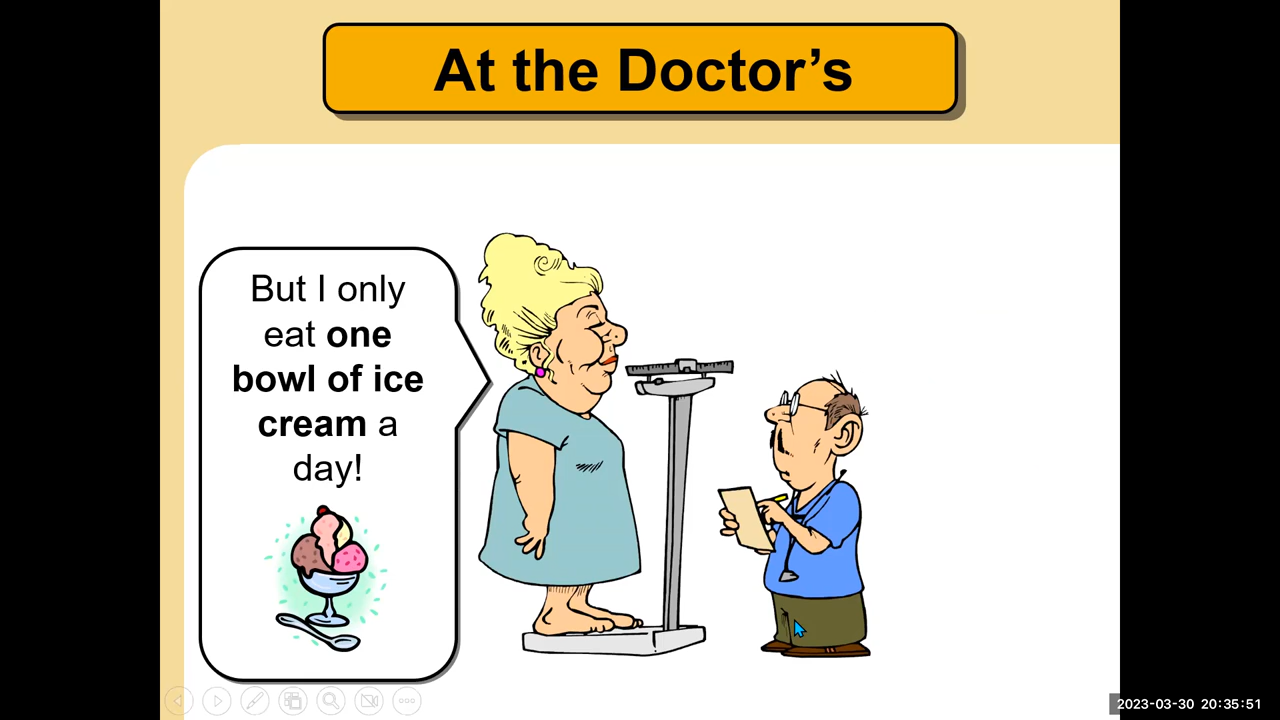 At the Doctor’s
But I only
eat one
bowl of ice
cream a
day!
2023-03-30 20:35:51